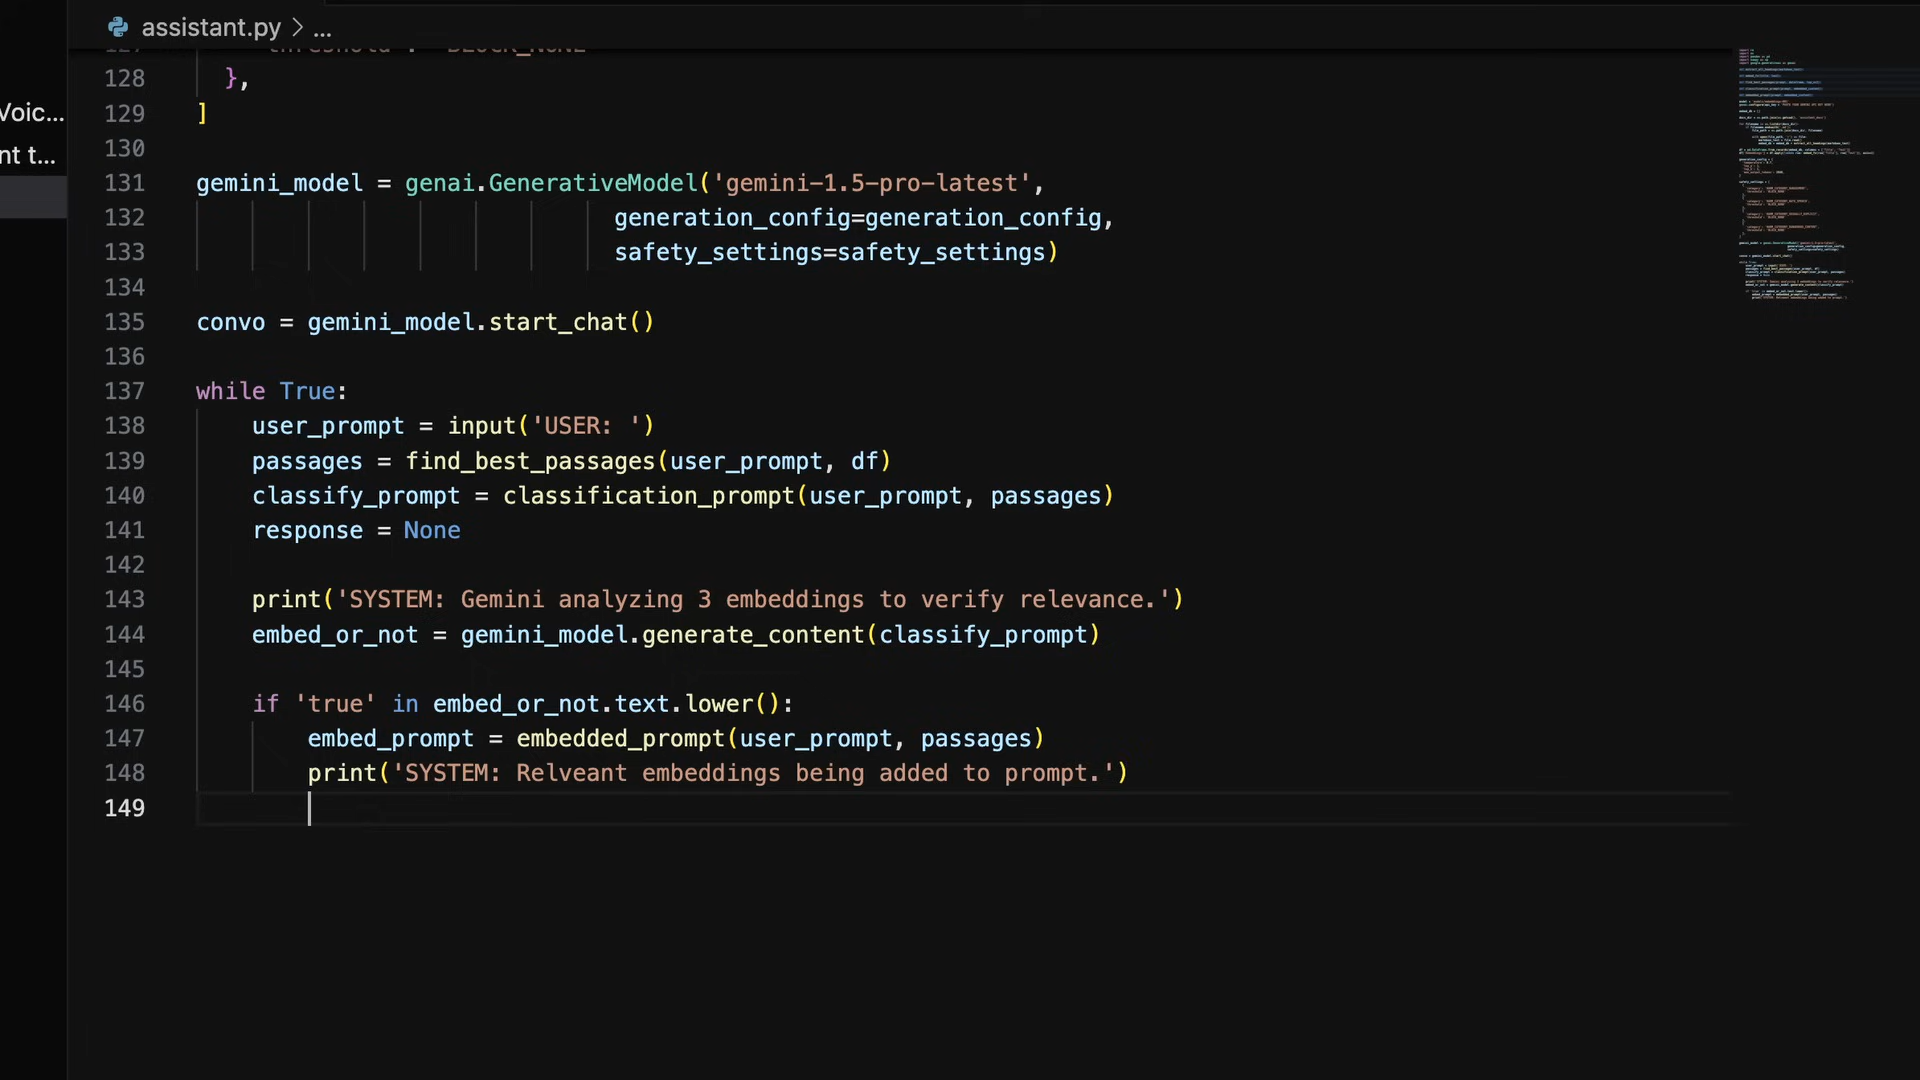 assistant.py > ...
Voic...
nt t...
128 },
129 ]
130
131 gemini_model = genai.GenerativeModel('gemini-1.5-pro-latest',
132 generation_config=generation_config,
133 safety_settings=safety_settings)
134
135 convo = gemini_model.start_chat()
136
137 while True:
138 user_prompt = input('USER: ')
139 passages = find_best_passages(user_prompt, df)
140 classify_prompt = classification_prompt(user_prompt, passages)
141 response = None
142
143 print('SYSTEM: Gemini analyzing 3 embeddings to verify relevance.')
144 embed_or_not = gemini_model.generate_content(classify_prompt)
145
146 if 'true' in embed_or_not.text.lower():
147 embed_prompt = embedded_prompt(user_prompt, passages)
148 print('SYSTEM: Relveant embeddings being added to prompt.')
149